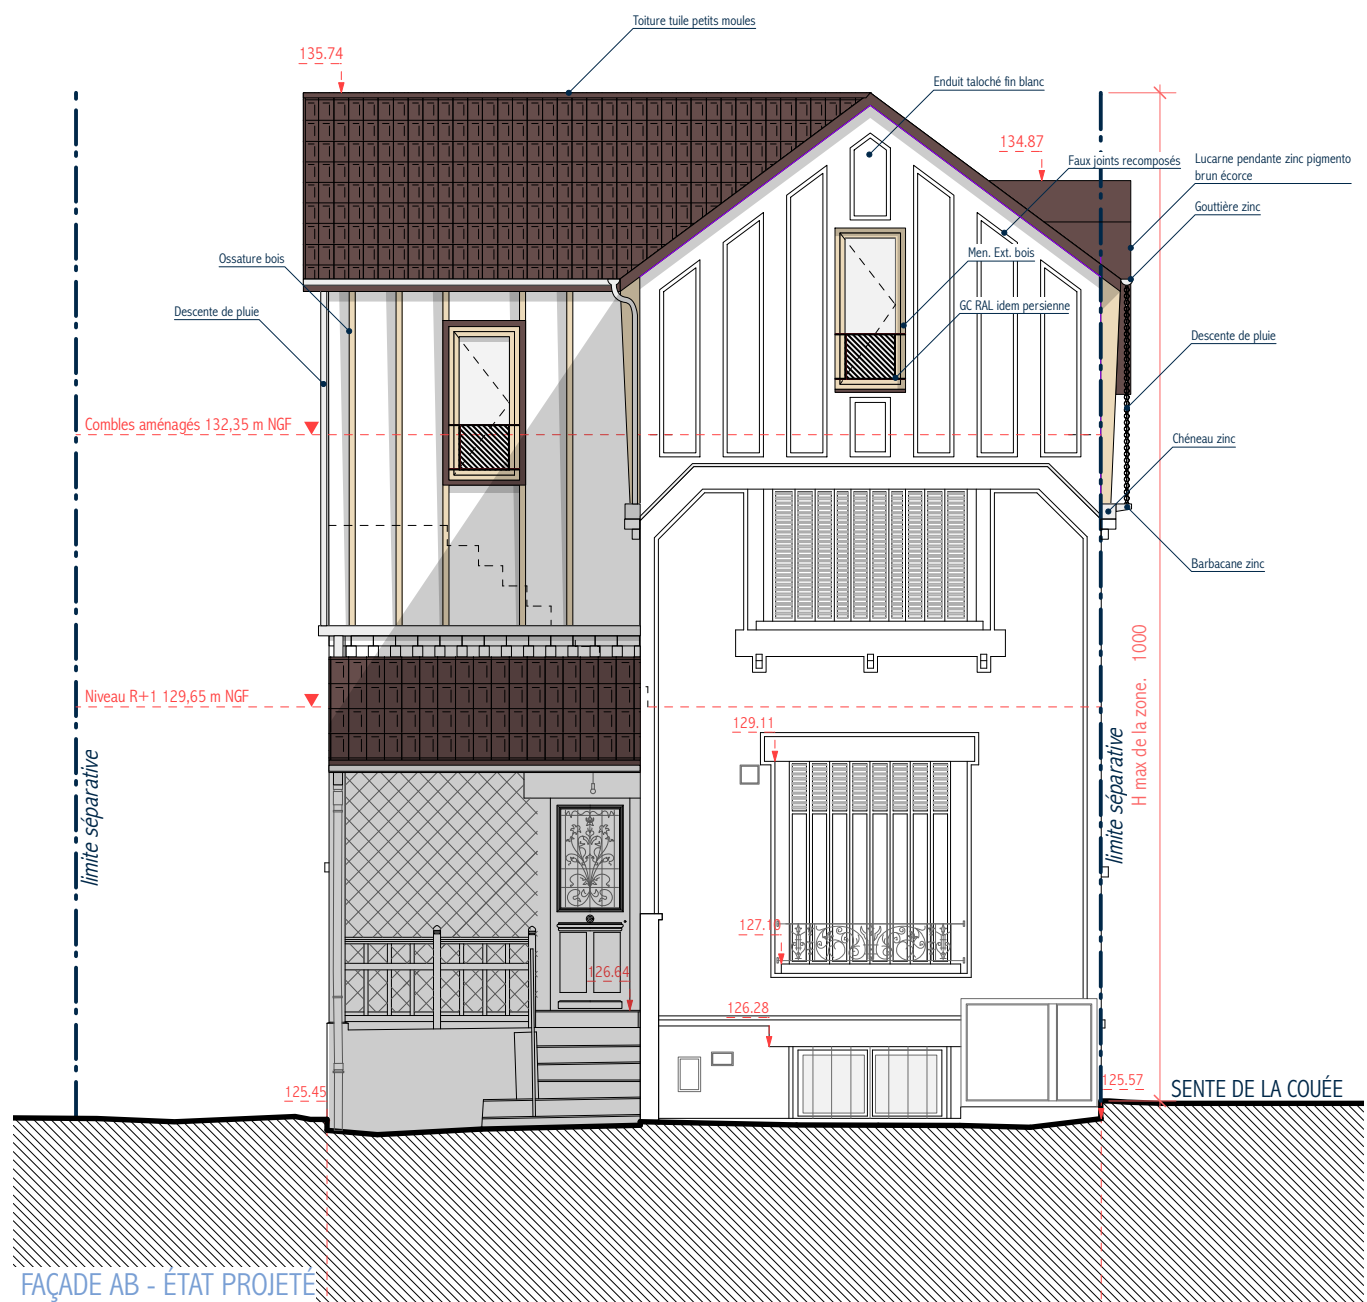 Toiture tuile petits moules
135.74
Enduit taloché fin blanc
134.87
Faux joints recomposés
Lucarne pendante zinc pigmento
brun écorce
Gouttière zinc
Ossature bois
Men. Ext. bois
Descente de pluie
GC RAL idem persienne
Descente de pluie
Combles aménagés 132,35 m NGF
Chéneau zinc
Barbacane zinc
H max de la zone. 1000
Niveau R+1 129,65 m NGF
129.11
limite séparative
limite séparative
127.18
126.64
126.28
125.45
125.57
SENTE DE LA COUÉE
FAÇADE AB - ÉTAT PROJETÉ